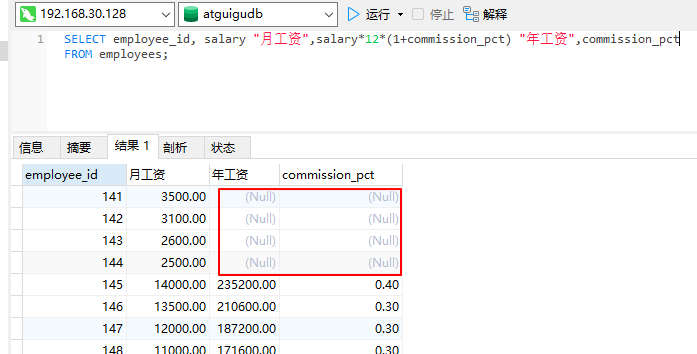 192.168.30.128 atguigudb 运行 停止 解释
1 SELECT employee_id, salary "月工资",salary*12*(1+commission_pct) "年工资",commission_pct
FROM employees;
信息 摘要 结果 1 剖析 状态
employee_id 月工资 年工资 commission_pct
141 3500.00 (Null) (Null)
142 3100.00 (Null) (Null)
143 2600.00 (Null) (Null)
144 2500.00 (Null) (Null)
145 14000.00 235200.00 0.40
146 13500.00 210600.00 0.30
147 12000.00 187200.00 0.30
148 11000.00 171600.00 0.30